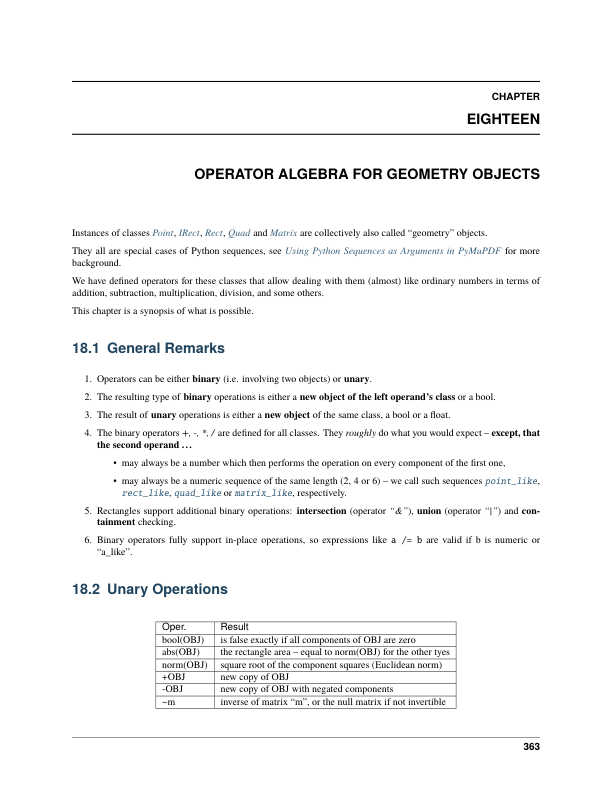 CHAPTER
EIGHTEEN
OPERATOR ALGEBRA FOR GEOMETRY OBJECTS
Instances of classes Point, IRect, Rect, Quad and Matrix are collectively also called “geometry” objects.
They all are special cases of Python sequences, see Using Python Sequences as Arguments in PyMuPDF for more
background.
We have defined operators for these classes that allow dealing with them (almost) like ordinary numbers in terms of
addition, subtraction, multiplication, division, and some others.
This chapter is a synopsis of what is possible.
18.1 General Remarks
1. Operators can be either binary (i.e. involving two objects) or unary.
2. The resulting type of binary operations is either a new object of the left operand’s class or a bool.
3. The result of unary operations is either a new object of the same class, a bool or a float.
4. The binary operators +, -, *, / are defined for all classes. They roughly do what you would expect – except, that
the second operand …
• may always be a number which then performs the operation on every component of the first one,
• may always be a numeric sequence of the same length (2, 4 or 6) – we call such sequences point_like,
rect_like, quad_like or matrix_like, respectively.
5. Rectangles support additional binary operations: intersection (operator “&”), union (operator “|”) and con-
tainment checking.
6. Binary operators fully support in-place operations, so expressions like a /= b are valid if b is numeric or
“a_like”.
18.2 Unary Operations
Oper. Result
bool(OBJ) is false exactly if all components of OBJ are zero
abs(OBJ) the rectangle area – equal to norm(OBJ) for the other tyes
norm(OBJ) square root of the component squares (Euclidean norm)
+OBJ new copy of OBJ
-OBJ new copy of OBJ with negated components
~m inverse of matrix “m”, or the null matrix if not invertible
363